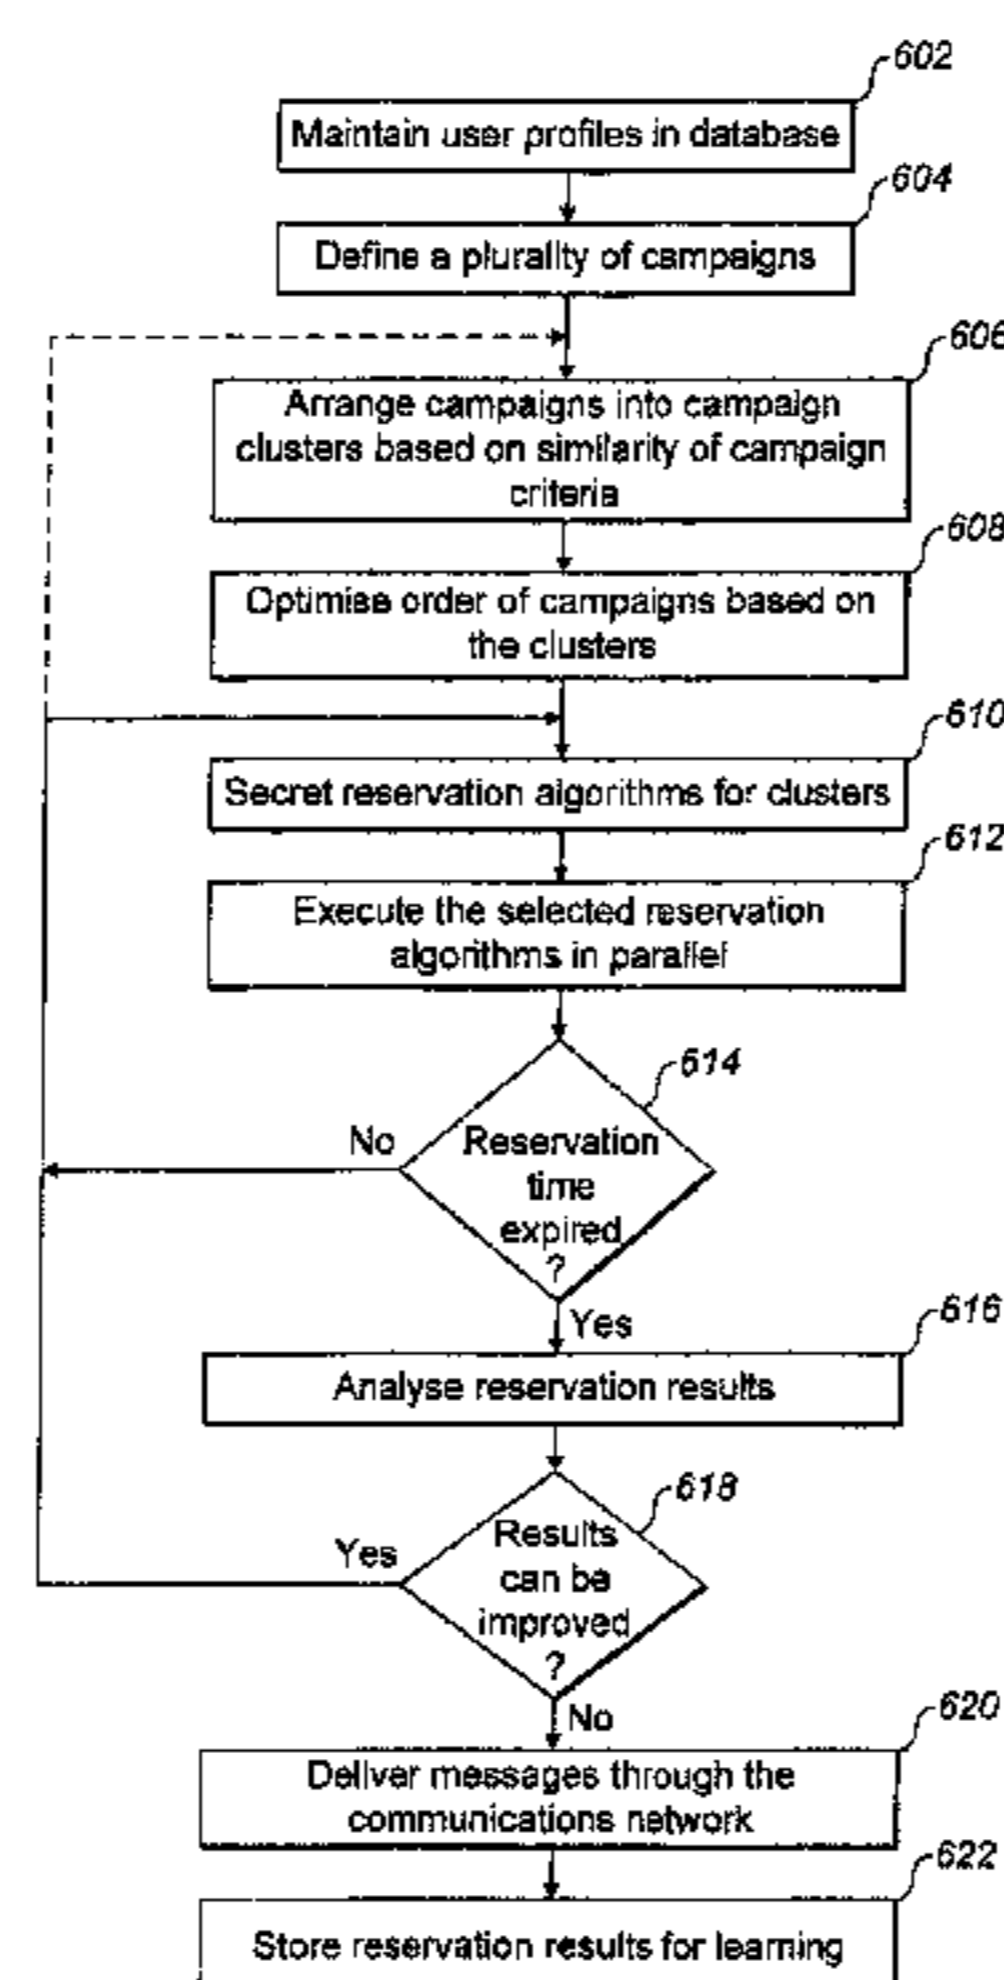 602
Maintain user profiles in database
604
Define a plurality of campaigns
606
Arrange campaigns into campaign
clusters based on similarity of campaign
criteria
608
Optimise order of campaigns based on
the clusters
610
Secret reservation algorithms for clusters
612
Execute the selected reservation
algorithms in parallel
614
No
Reservation
time
expired
?
Yes
616
Analyse reservation results
618
Yes
Results
can be
improved
?
No
620
Deliver messages through the
communications network
622
Store reservation results for learning